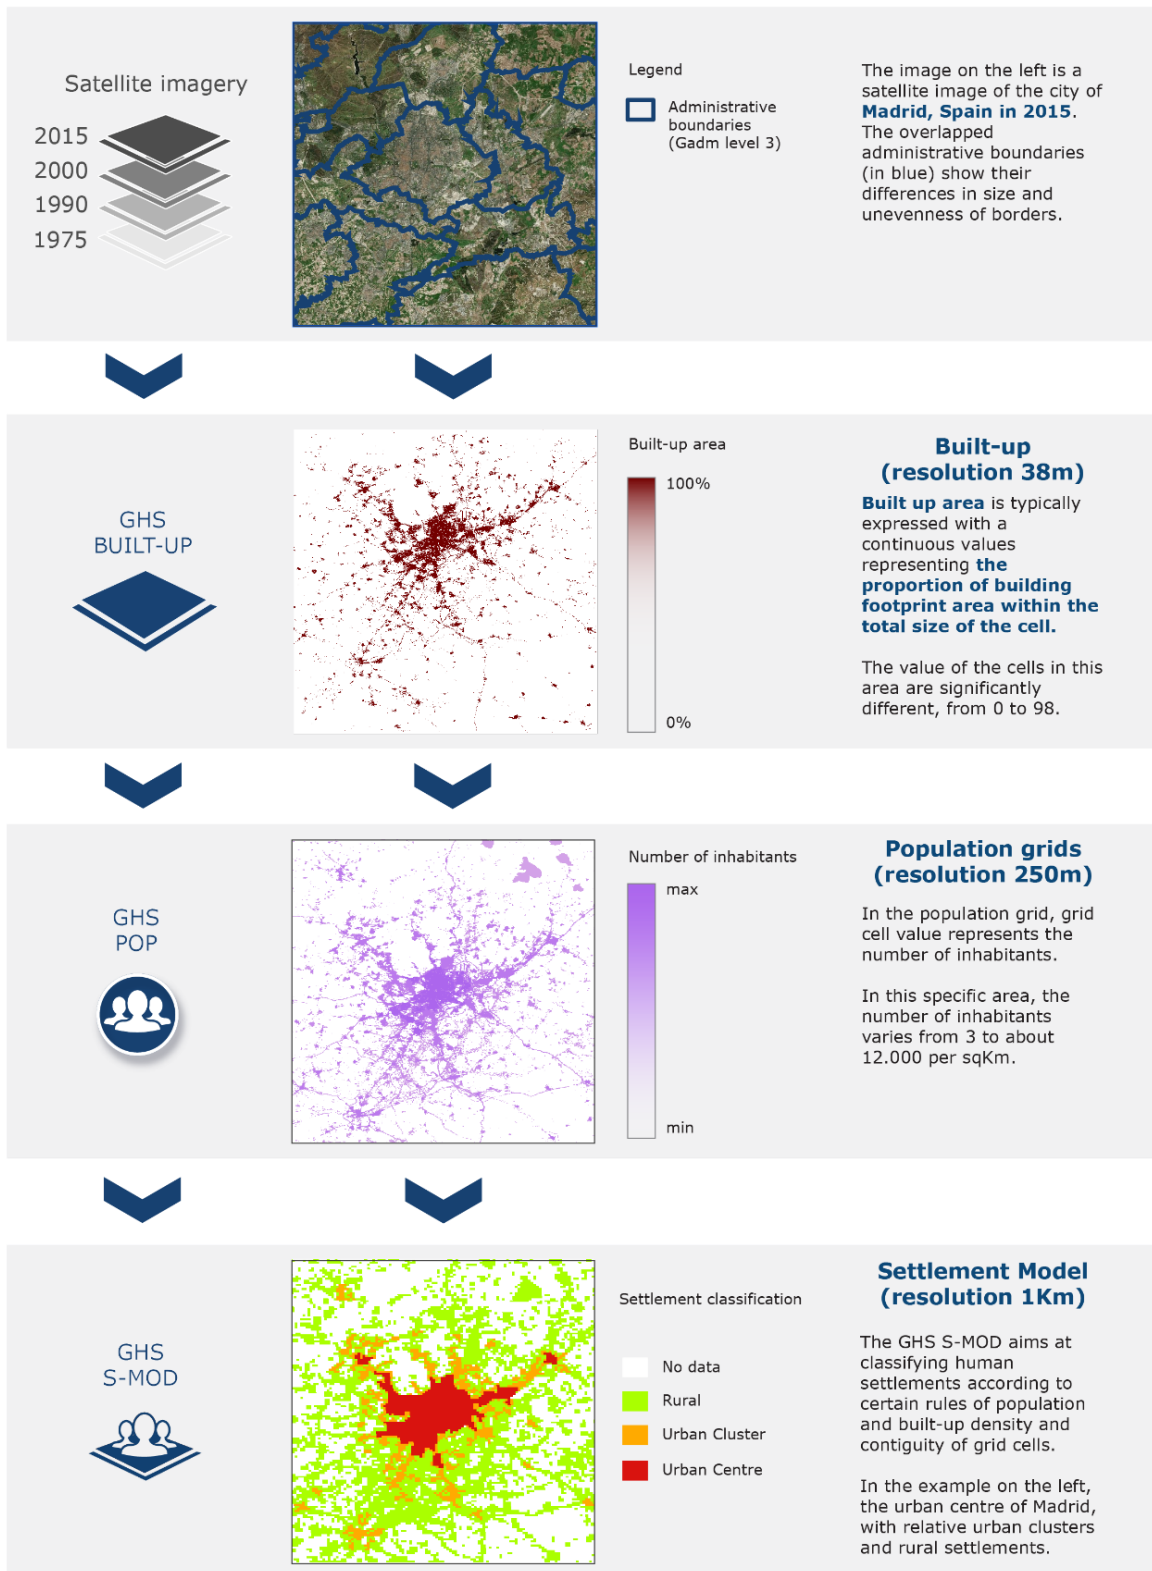 Satellite imagery
2015
2000
1990
1975
Legend
Administrative
boundaries
(Gadm level 3)
The image on the left is a
satellite image of the city of
Madrid, Spain in 2015.
The overlapped
administrative boundaries
(in blue) show their
differences in size and
unevenness of borders.
GHS
BUILT-UP
Built-up area
100%
0%
Built-up
(resolution 38m)
Built up area is typically
expressed with a
continuous values
representing the
proportion of building
footprint area within the
total size of the cell.
The value of the cells in this
area are significantly
different, from 0 to 98.
GHS
POP
Number of inhabitants
max
min
Population grids
(resolution 250m)
In the population grid, grid
cell value represents the
number of inhabitants.
In this specific area, the
number of inhabitants
varies from 3 to about
12.000 per sqKm.
GHS
S-MOD
Settlement classification
No data
Rural
Urban Cluster
Urban Centre
Settlement Model
(resolution 1Km)
The GHS S-MOD aims at
classifying human
settlements according to
certain rules of population
and built-up density and
contiguity of grid cells.
In the example on the left,
the urban centre of Madrid,
with relative urban clusters
and rural settlements.